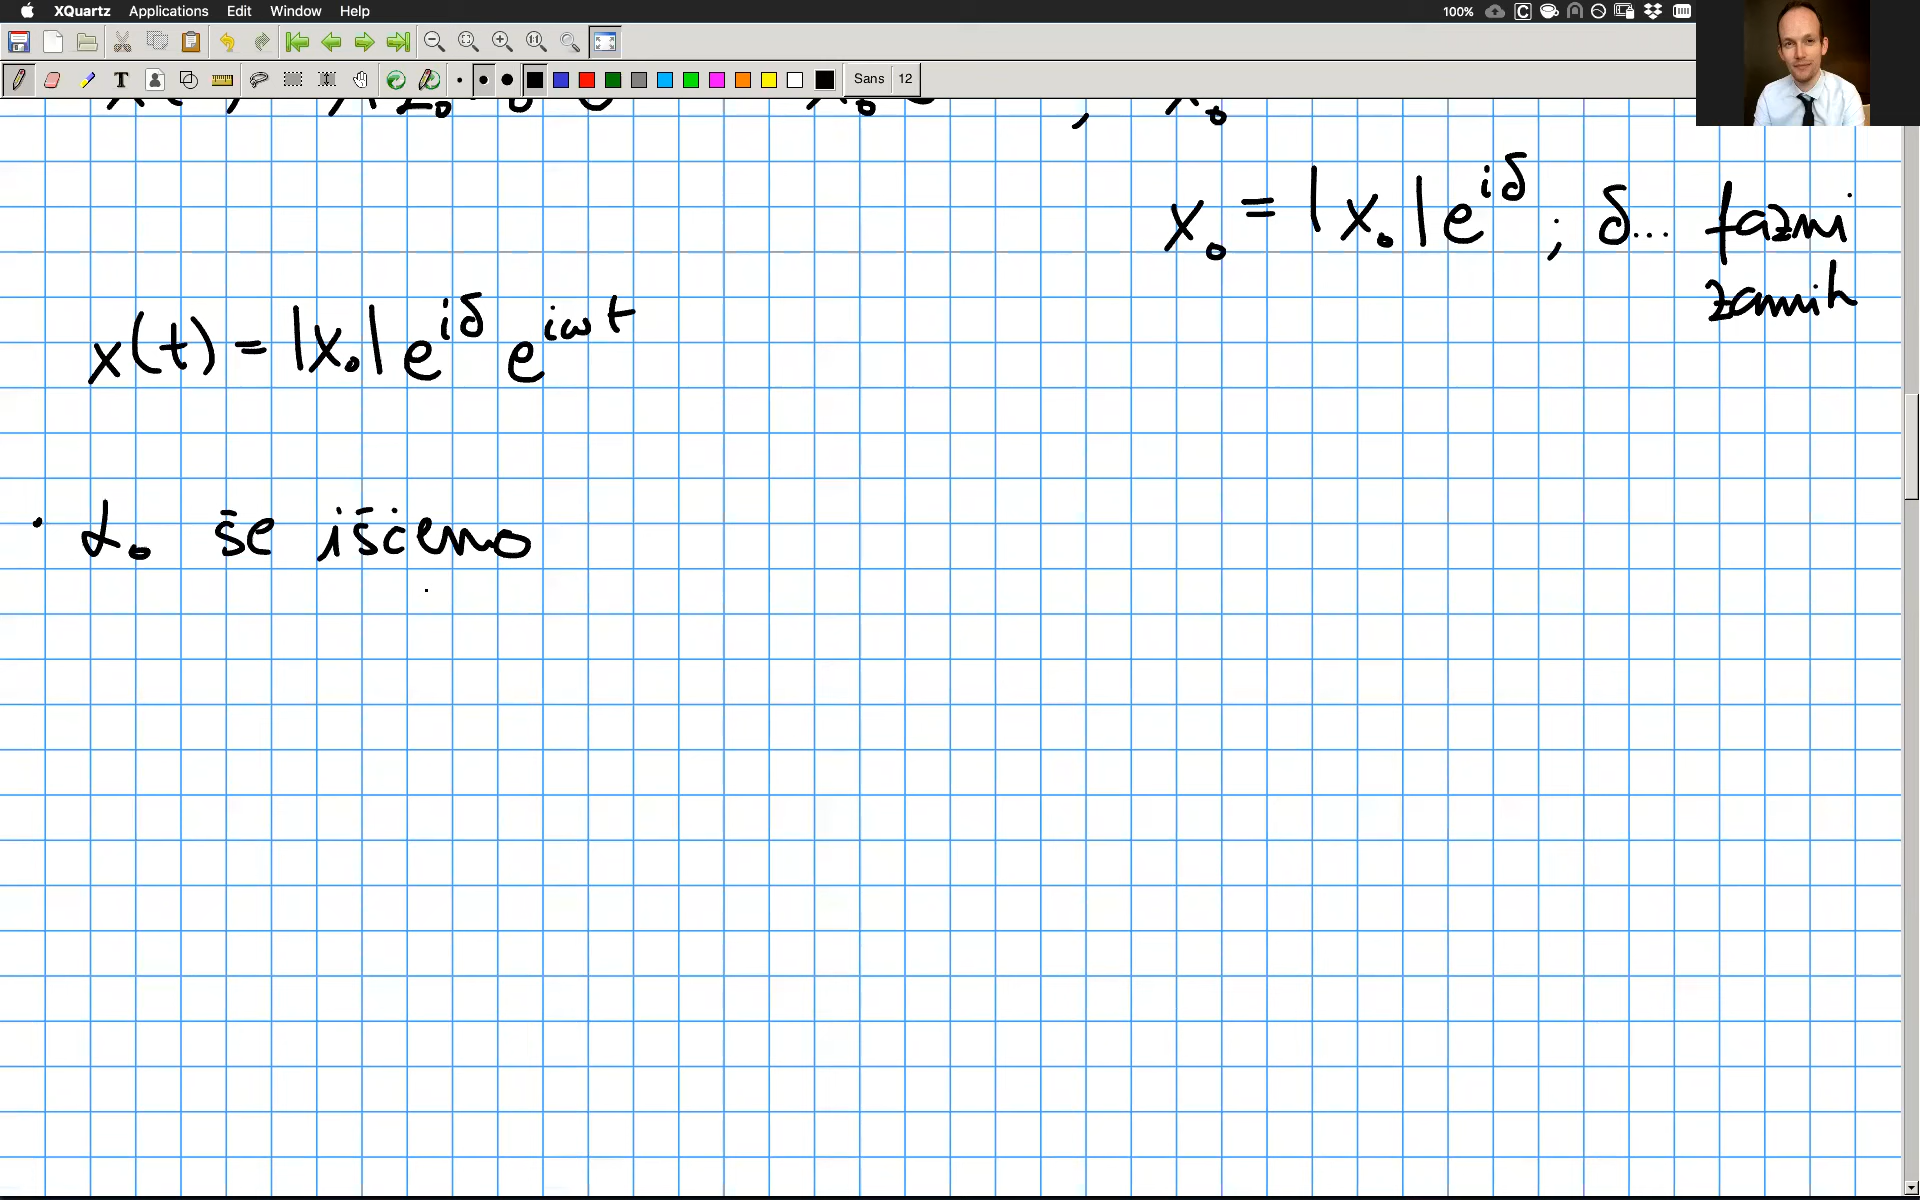 XQuartz Applications Edit Window Help
100%
Sans 12
x₀ = |x₀| e^{iδ} ; δ... fazni
zamik
x(t) = |x₀| e^{iδ} e^{iωt}
· α₀ še iščemo